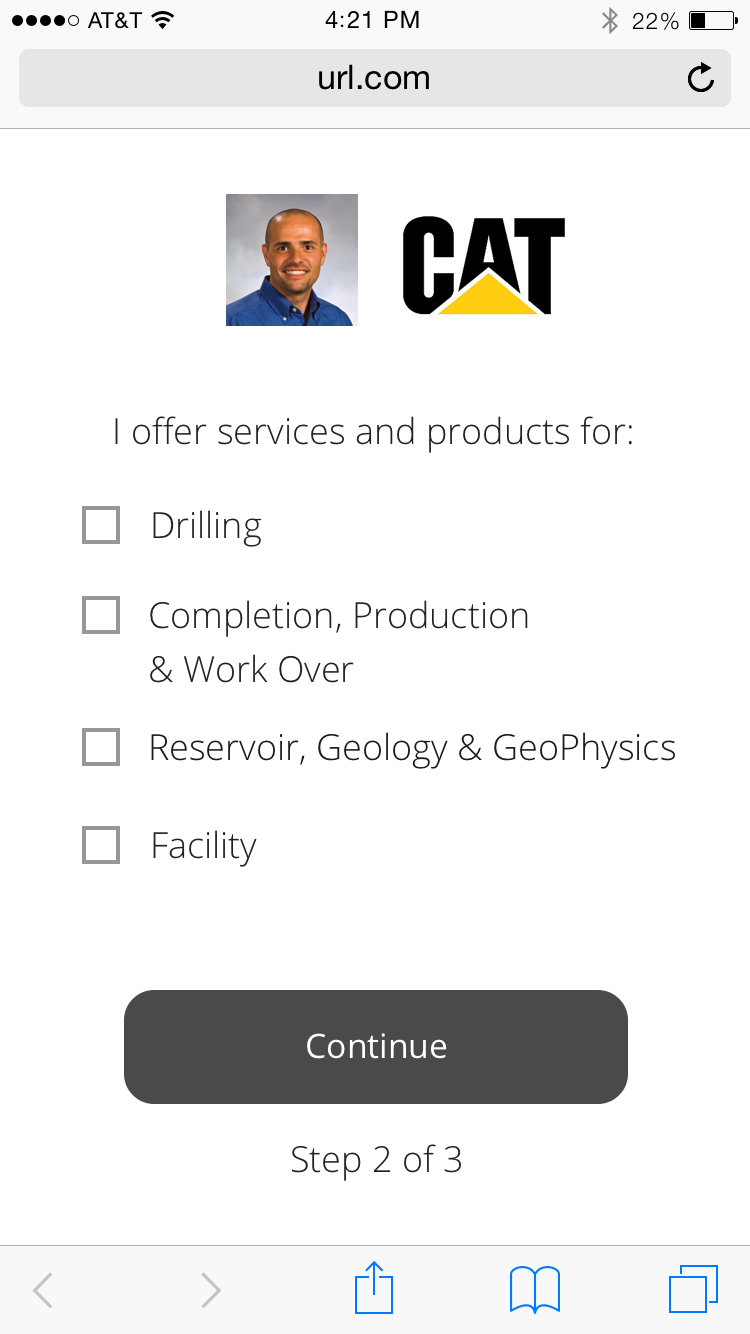 AT&T 4:21 PM 22%
url.com
CAT
I offer services and products for:
Drilling
Completion, Production
& Work Over
Reservoir, Geology & GeoPhysics
Facility
Continue
Step 2 of 3